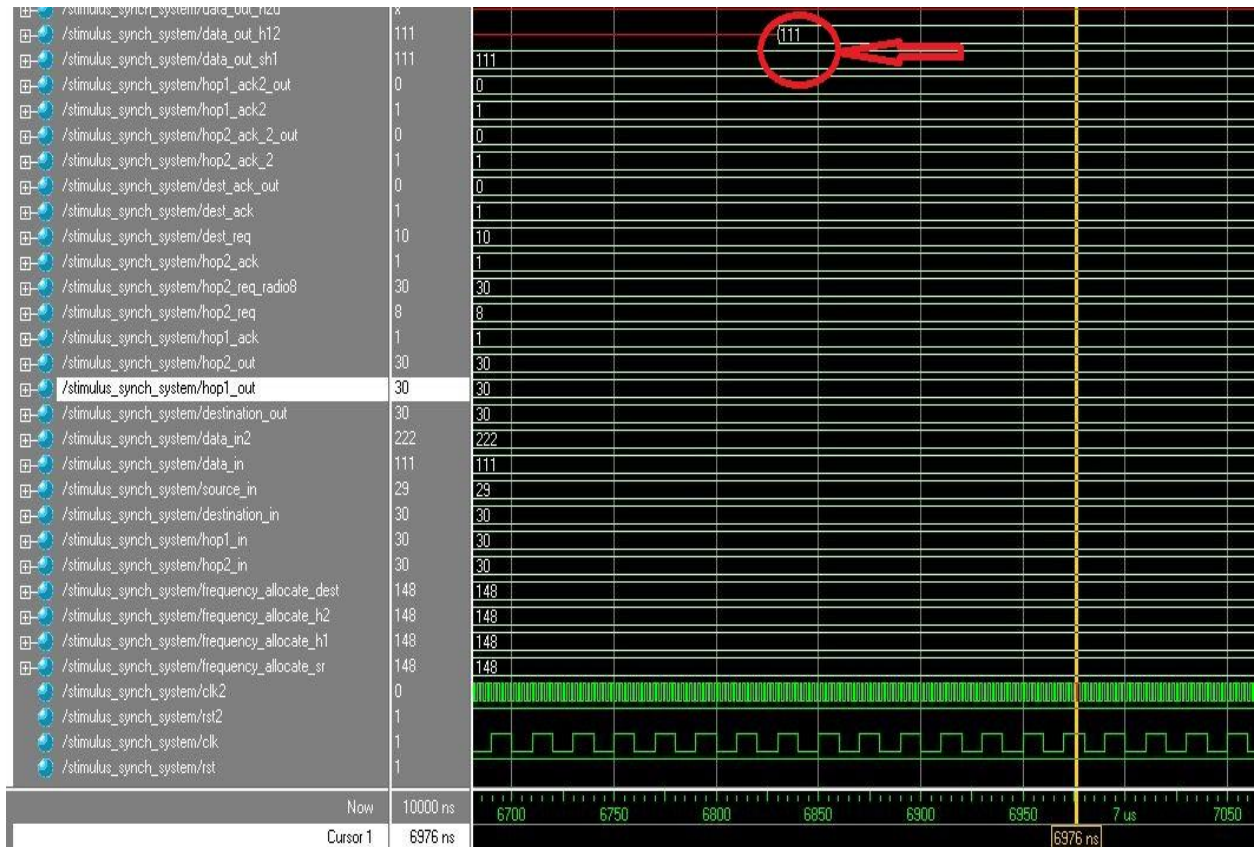 /stimulus_synch_system/data_out_h2d x
/stimulus_synch_system/data_out_h12 111 111
/stimulus_synch_system/data_out_sh1 111 111
/stimulus_synch_system/hop1_ack2_out 0 0
/stimulus_synch_system/hop1_ack2 1 1
/stimulus_synch_system/hop2_ack_2_out 0 0
/stimulus_synch_system/hop2_ack_2 1 1
/stimulus_synch_system/dest_ack_out 0 0
/stimulus_synch_system/dest_ack 1 1
/stimulus_synch_system/dest_req 10 10
/stimulus_synch_system/hop2_ack 1 1
/stimulus_synch_system/hop2_req_radio8 30 30
/stimulus_synch_system/hop2_req 8 8
/stimulus_synch_system/hop1_ack 1 1
/stimulus_synch_system/hop2_out 30 30
/stimulus_synch_system/hop1_out 30 30
/stimulus_synch_system/destination_out 30 30
/stimulus_synch_system/data_in2 222 222
/stimulus_synch_system/data_in 111 111
/stimulus_synch_system/source_in 29 29
/stimulus_synch_system/destination_in 30 30
/stimulus_synch_system/hop1_in 30 30
/stimulus_synch_system/hop2_in 30 30
/stimulus_synch_system/frequency_allocate_dest 148 148
/stimulus_synch_system/frequency_allocate_h2 148 148
/stimulus_synch_system/frequency_allocate_h1 148 148
/stimulus_synch_system/frequency_allocate_sr 148 148
/stimulus_synch_system/clk2 0
/stimulus_synch_system/rst2 1
/stimulus_synch_system/clk 1
/stimulus_synch_system/rst 1
Now 10000 ns 6700 6750 6800 6850 6900 6950 7 us 7050
Cursor 1 6976 ns 6976 ns